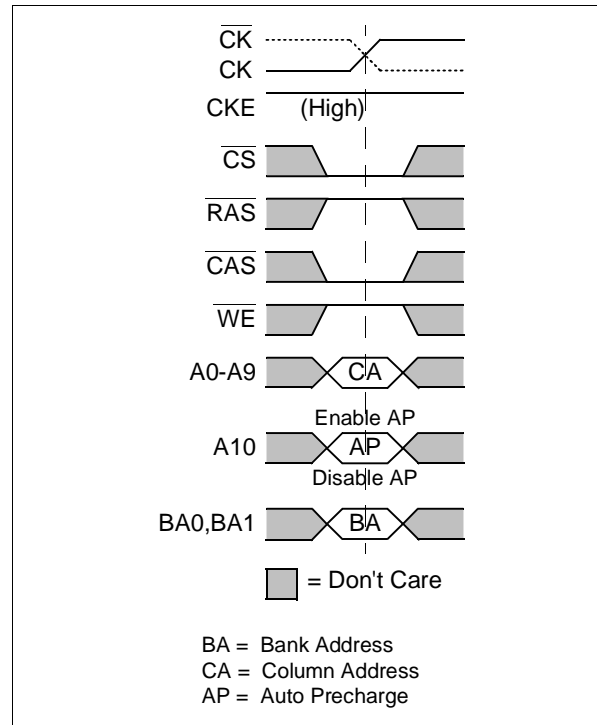 CK
CK
CKE (High)
CS
RAS
CAS
WE
A0-A9 CA
Enable AP
A10 AP
Disable AP
BA0,BA1 BA
= Don't Care
BA = Bank Address
CA = Column Address
AP = Auto Precharge